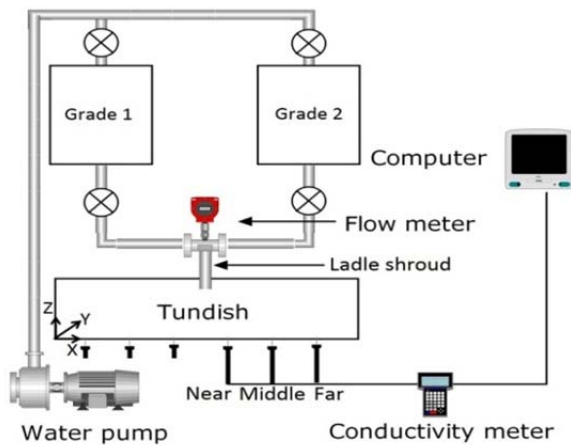 Grade 1
Grade 2
Computer
Flow meter
Ladle shroud
Tundish
Z
Y
X
Near Middle Far
Water pump
Conductivity meter